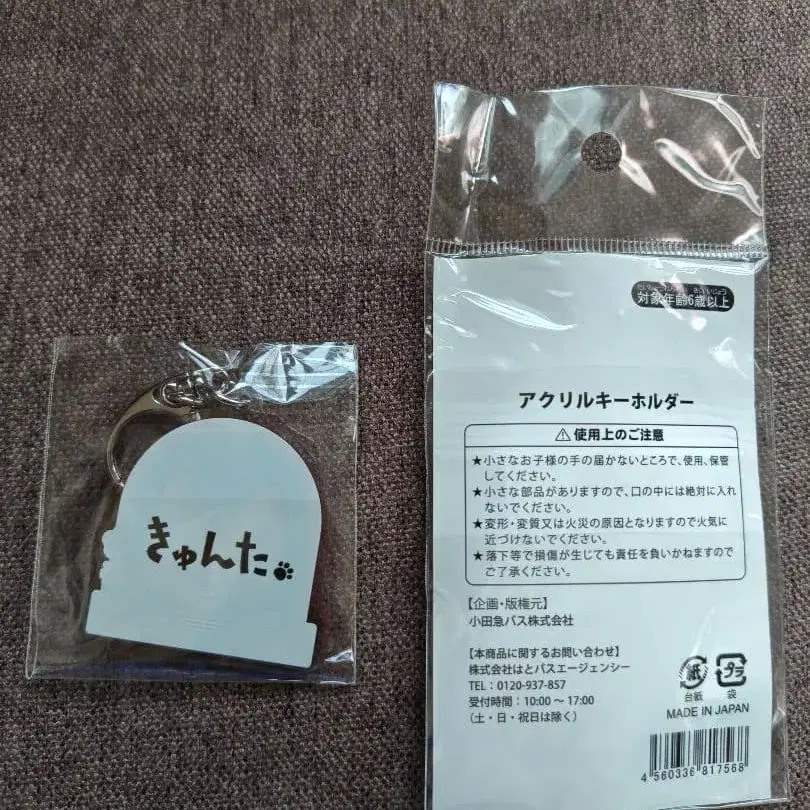 きゅんた
対象年齢6歳以上
アクリルキーホルダー
⚠使用上のご注意
★小さなお子様の手の届かないところで、使用、保管
してください。
★小さな部品がありますので、口の中には絶対に入れ
ないでください。
★変形・変質又は火災の原因となりますので火気に
近づけないでください。
★落下等で損傷が生じても責任を負いかねますので
ご了承ください。
【企画・版権元】
小田急バス株式会社
【本商品に関するお問い合わせ】
株式会社はとバスエージェンシー
TEL：0120-937-857
受付時間：10:00～17:00
（土・日・祝日は除く）
紙
プラ
台紙
袋
MADE IN JAPAN
4 560336 817568